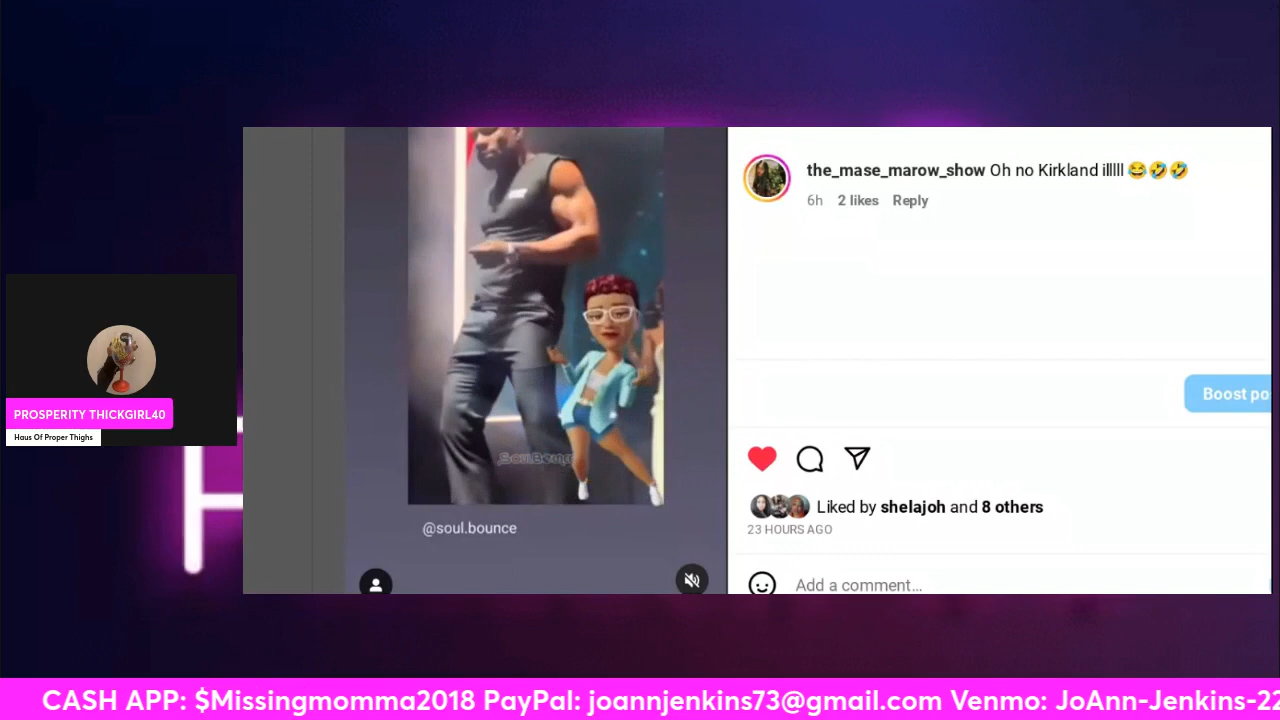 the_mase_marow_show Oh no Kirkland illlll 😂🤣🤣
6h 2 likes Reply
Boost po
Liked by shelajoh and 8 others
23 HOURS AGO
Add a comment...
SoulBounce
@soul.bounce
PROSPERITY THICKGIRL40
Haus Of Proper Thighs
CASH APP: $Missingmomma2018 PayPal: joannjenkins73@gmail.com Venmo: JoAnn-Jenkins-22